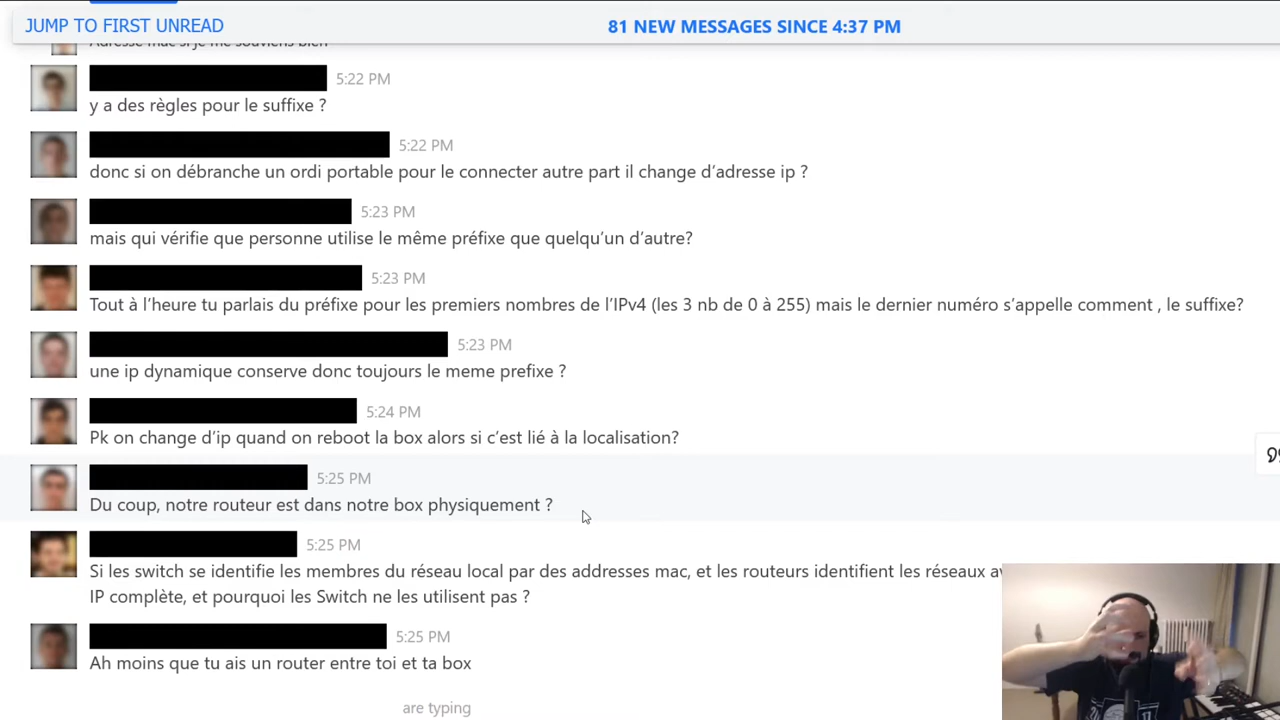 JUMP TO FIRST UNREAD
81 NEW MESSAGES SINCE 4:37 PM
Adresse mac si je me souviens bien
5:22 PM
y a des règles pour le suffixe ?
5:22 PM
donc si on débranche un ordi portable pour le connecter autre part il change d’adresse ip ?
5:23 PM
mais qui vérifie que personne utilise le même préfixe que quelqu’un d’autre?
5:23 PM
Tout à l’heure tu parlais du préfixe pour les premiers nombres de l’IPv4 (les 3 nb de 0 à 255) mais le dernier numéro s’appelle comment , le suffixe?
5:23 PM
une ip dynamique conserve donc toujours le meme prefixe ?
5:24 PM
Pk on change d’ip quand on reboot la box alors si c’est lié à la localisation?
5:25 PM
Du coup, notre routeur est dans notre box physiquement ?
5:25 PM
Si les switch se identifie les membres du réseau local par des addresses mac, et les routeurs identifient les réseaux
IP complète, et pourquoi les Switch ne les utilisent pas ?
5:25 PM
Ah moins que tu ais un router entre toi et ta box
are typing